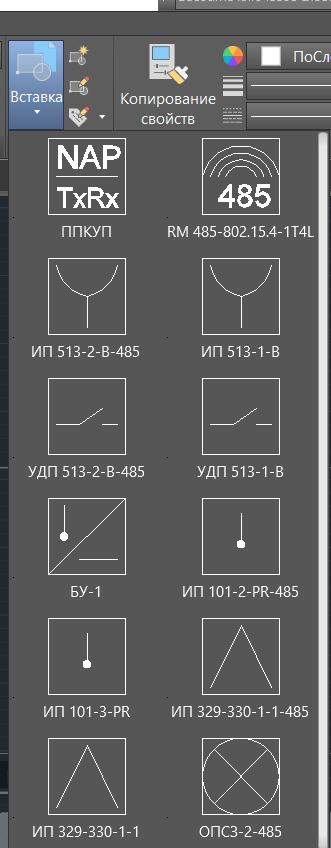 ПоСл
Вставка
Копирование
свойств
NAP
TxRx
485
ППКУП
RM 485-802.15.4-1T4L
ИП 513-2-В-485
ИП 513-1-В
УДП 513-2-В-485
УДП 513-1-В
БУ-1
ИП 101-2-PR-485
ИП 101-3-PR
ИП 329-330-1-1-485
ИП 329-330-1-1
ОПСЗ-2-485